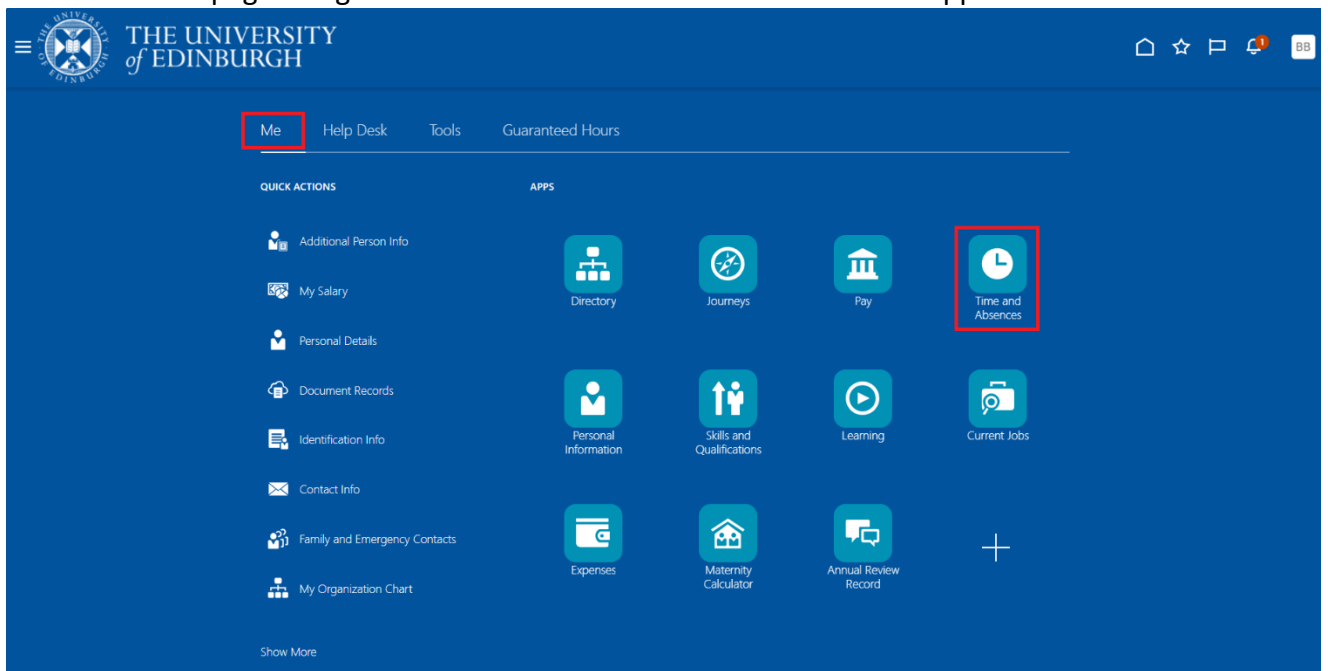 THE UNIVERSITY
of EDINBURGH
BB
Me Help Desk Tools Guaranteed Hours
QUICK ACTIONS
APPS
Additional Person Info
My Salary
Personal Details
Document Records
Identification Info
Contact Info
Family and Emergency Contacts
My Organization Chart
Show More
Directory
Journeys
Pay
Time and
Absences
Personal
Information
Skills and
Qualifications
Learning
Current Jobs
Expenses
Maternity
Calculator
Annual Review
Record